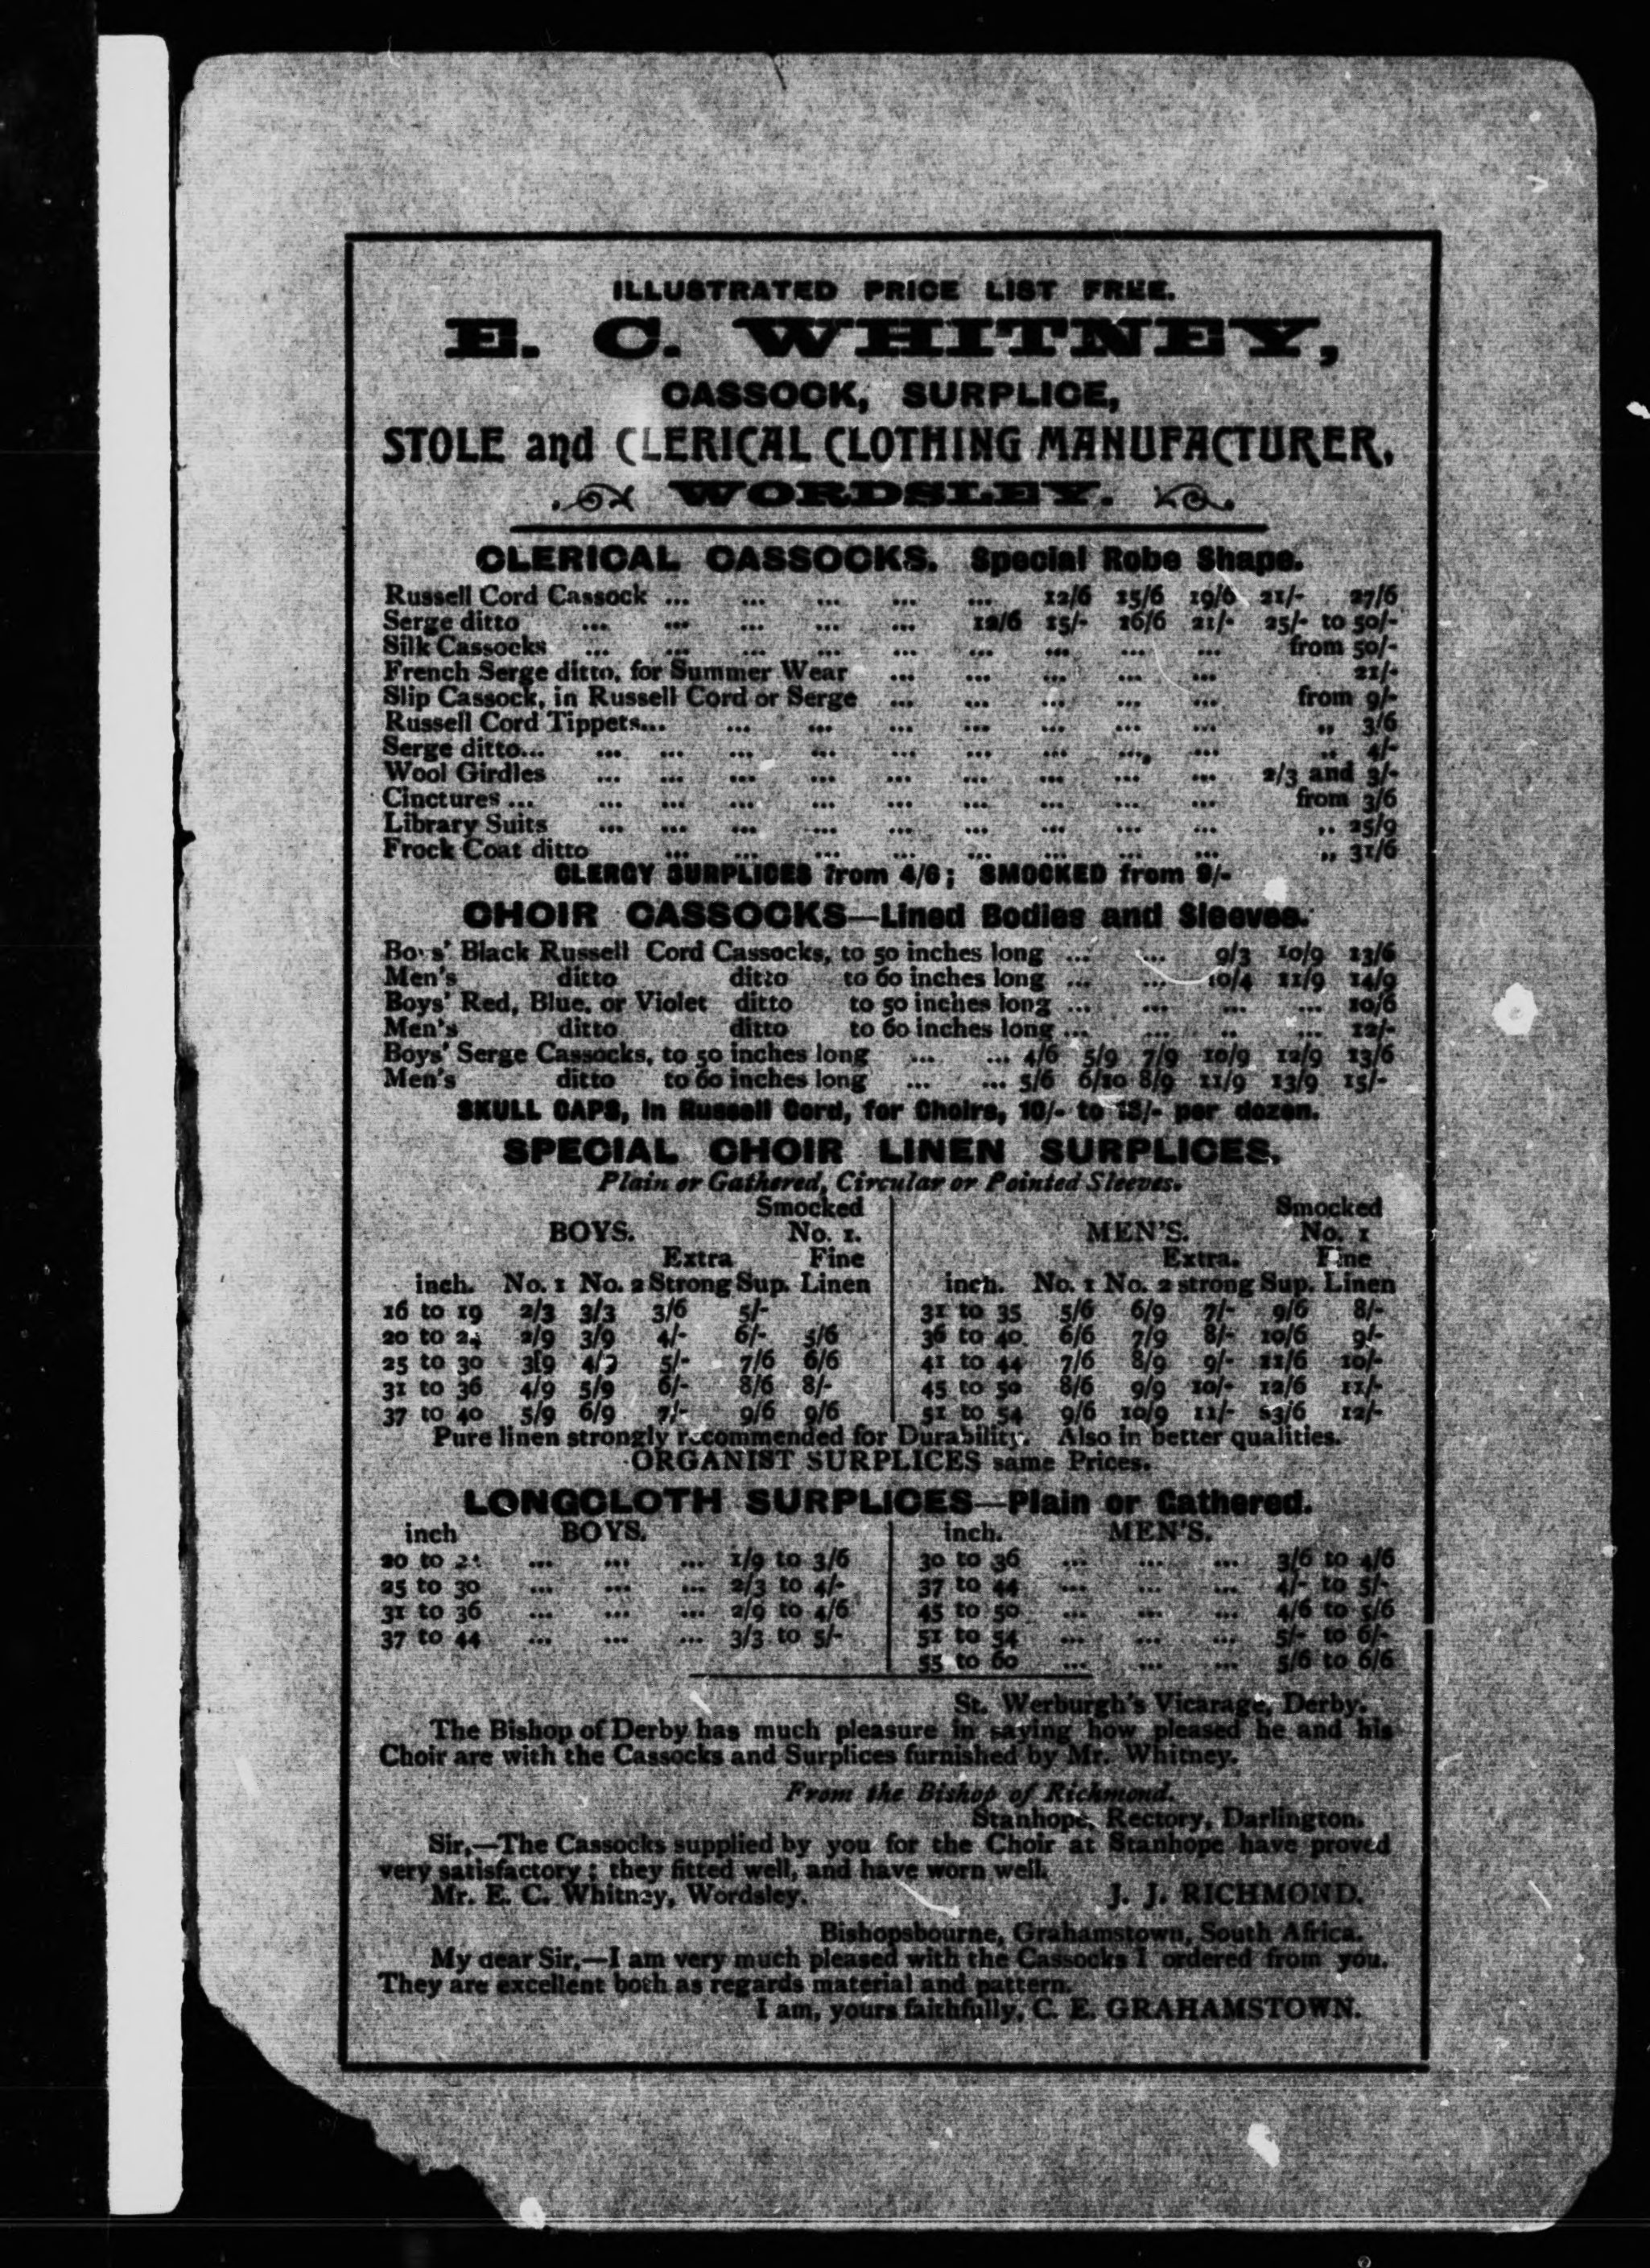 ILLUSTRATED PRICE LIST FREE.
E. C. WHITNEY,
CASSOCK, SURPLICE,
STOLE and CLERICAL CLOTHING MANUFACTURER,
WORDSLEY.
CLERICAL CASSOCKS. Special Robe Shape.
Russell Cord Cassock ... ... ... ... ... 12/6 15/6 19/6 21/- 27/6
Serge ditto ... ... ... ... ... 12/6 15/- 16/6 21/- 25/- to 50/-
Silk Cassocks ... ... ... ... ... ... ... ... ... from 50/-
French Serge ditto, for Summer Wear ... ... ... ... ... 21/-
Slip Cassock, in Russell Cord or Serge ... ... ... ... ... from 9/-
Russell Cord Tippets... ... ... ... ... ... ... ... „ 3/6
Serge ditto... ... ... ... ... ... ... ... ... ... „ 4/-
Wool Girdles ... ... ... ... ... ... ... ... ... 2/3 and 3/-
Cinctures ... ... ... ... ... ... ... ... ... ... from 3/6
Library Suits ... ... ... ... ... ... ... ... ... „ 25/9
Frock Coat ditto ... ... ... ... ... ... ... ... „ 31/6
CLERGY SURPLICES from 4/6; SMOCKED from 9/-
CHOIR CASSOCKS—Lined Bodies and Sleeves.
Boys' Black Russell Cord Cassocks, to 50 inches long ... ... 9/3 10/9 13/6
Men's ditto ditto to 60 inches long ... ... 10/4 11/9 14/9
Boys' Red, Blue, or Violet ditto to 50 inches long ... ... ... ... 10/6
Men's ditto ditto to 60 inches long ... ... ... ... 12/-
Boys' Serge Cassocks, to 50 inches long ... ... 4/6 5/9 7/9 10/9 12/9 13/6
Men's ditto to 60 inches long ... ... 5/6 6/10 8/9 11/9 13/9 15/-
SKULL CAPS, in Russell Cord, for Choirs, 10/- to per dozen.
SPECIAL CHOIR LINEN SURPLICES.
Plain or Gathered, Circular or Pointed Sleeves.
Smocked Smocked
BOYS. No. 1. MEN'S. No. 1
Extra Fine Extra. Fine
inch. No. 1 No. 2 Strong Sup. Linen inch. No. 1 No. 2 strong Sup. Linen
16 to 19 2/3 3/3 3/6 5/- 31 to 35 5/6 6/9 7/- 9/6 8/-
20 to 24 2/9 3/9 4/- 6/- 5/6 36 to 40 6/6 7/9 8/- 10/6 9/-
25 to 30 3/9 5/- 7/6 6/6 41 to 44 7/6 8/9 9/- 11/6 10/-
31 to 36 4/9 5/9 6/- 8/6 8/- 45 to 50 8/6 9/9 10/- 12/6 11/-
37 to 40 5/9 6/9 7/- 9/6 9/6 51 to 54 9/6 10/9 11/- 12/-
Pure linen strongly recommended for Durability. Also in better qualities.
ORGANIST SURPLICES same Prices.
LONGCLOTH SURPLICES—Plain or Gathered.
inch BOYS. inch. MEN'S.
20 to ... ... ... 1/9 to 3/6 30 to 36 ... ... ... 3/6 to 4/6
25 to 30 ... ... ... 2/3 to 4/- 37 to 44 ... ... ... 4/- to 5/-
31 to 36 ... ... ... 2/9 to 4/6 45 to 50 ... ... ... 4/6 to 5/6
37 to 44 ... ... ... 3/3 to 5/- 51 to 54 ... ... ... 5/- to 6/-
55 to 60 ... ... ... 5/6 to 6/6
St. Werburgh's Vicarage, Derby.
The Bishop of Derby has much pleasure in saying how pleased he and his
Choir are with the Cassocks and Surplices furnished by Mr. Whitney.
From the Bishop of Richmond.
Stanhope, Rectory, Darlington.
Sir,—The Cassocks supplied by you for the Choir at Stanhope have proved
very satisfactory; they fitted well, and have worn well.
Mr. E. C. Whitney, Wordsley. J. J. RICHMOND.
Bishopsbourne, Grahamstown, South Africa.
My dear Sir,—I am very much pleased with the Cassocks I ordered from you.
They are excellent both as regards material and pattern.
I am, yours faithfully, C. E. GRAHAMSTOWN.